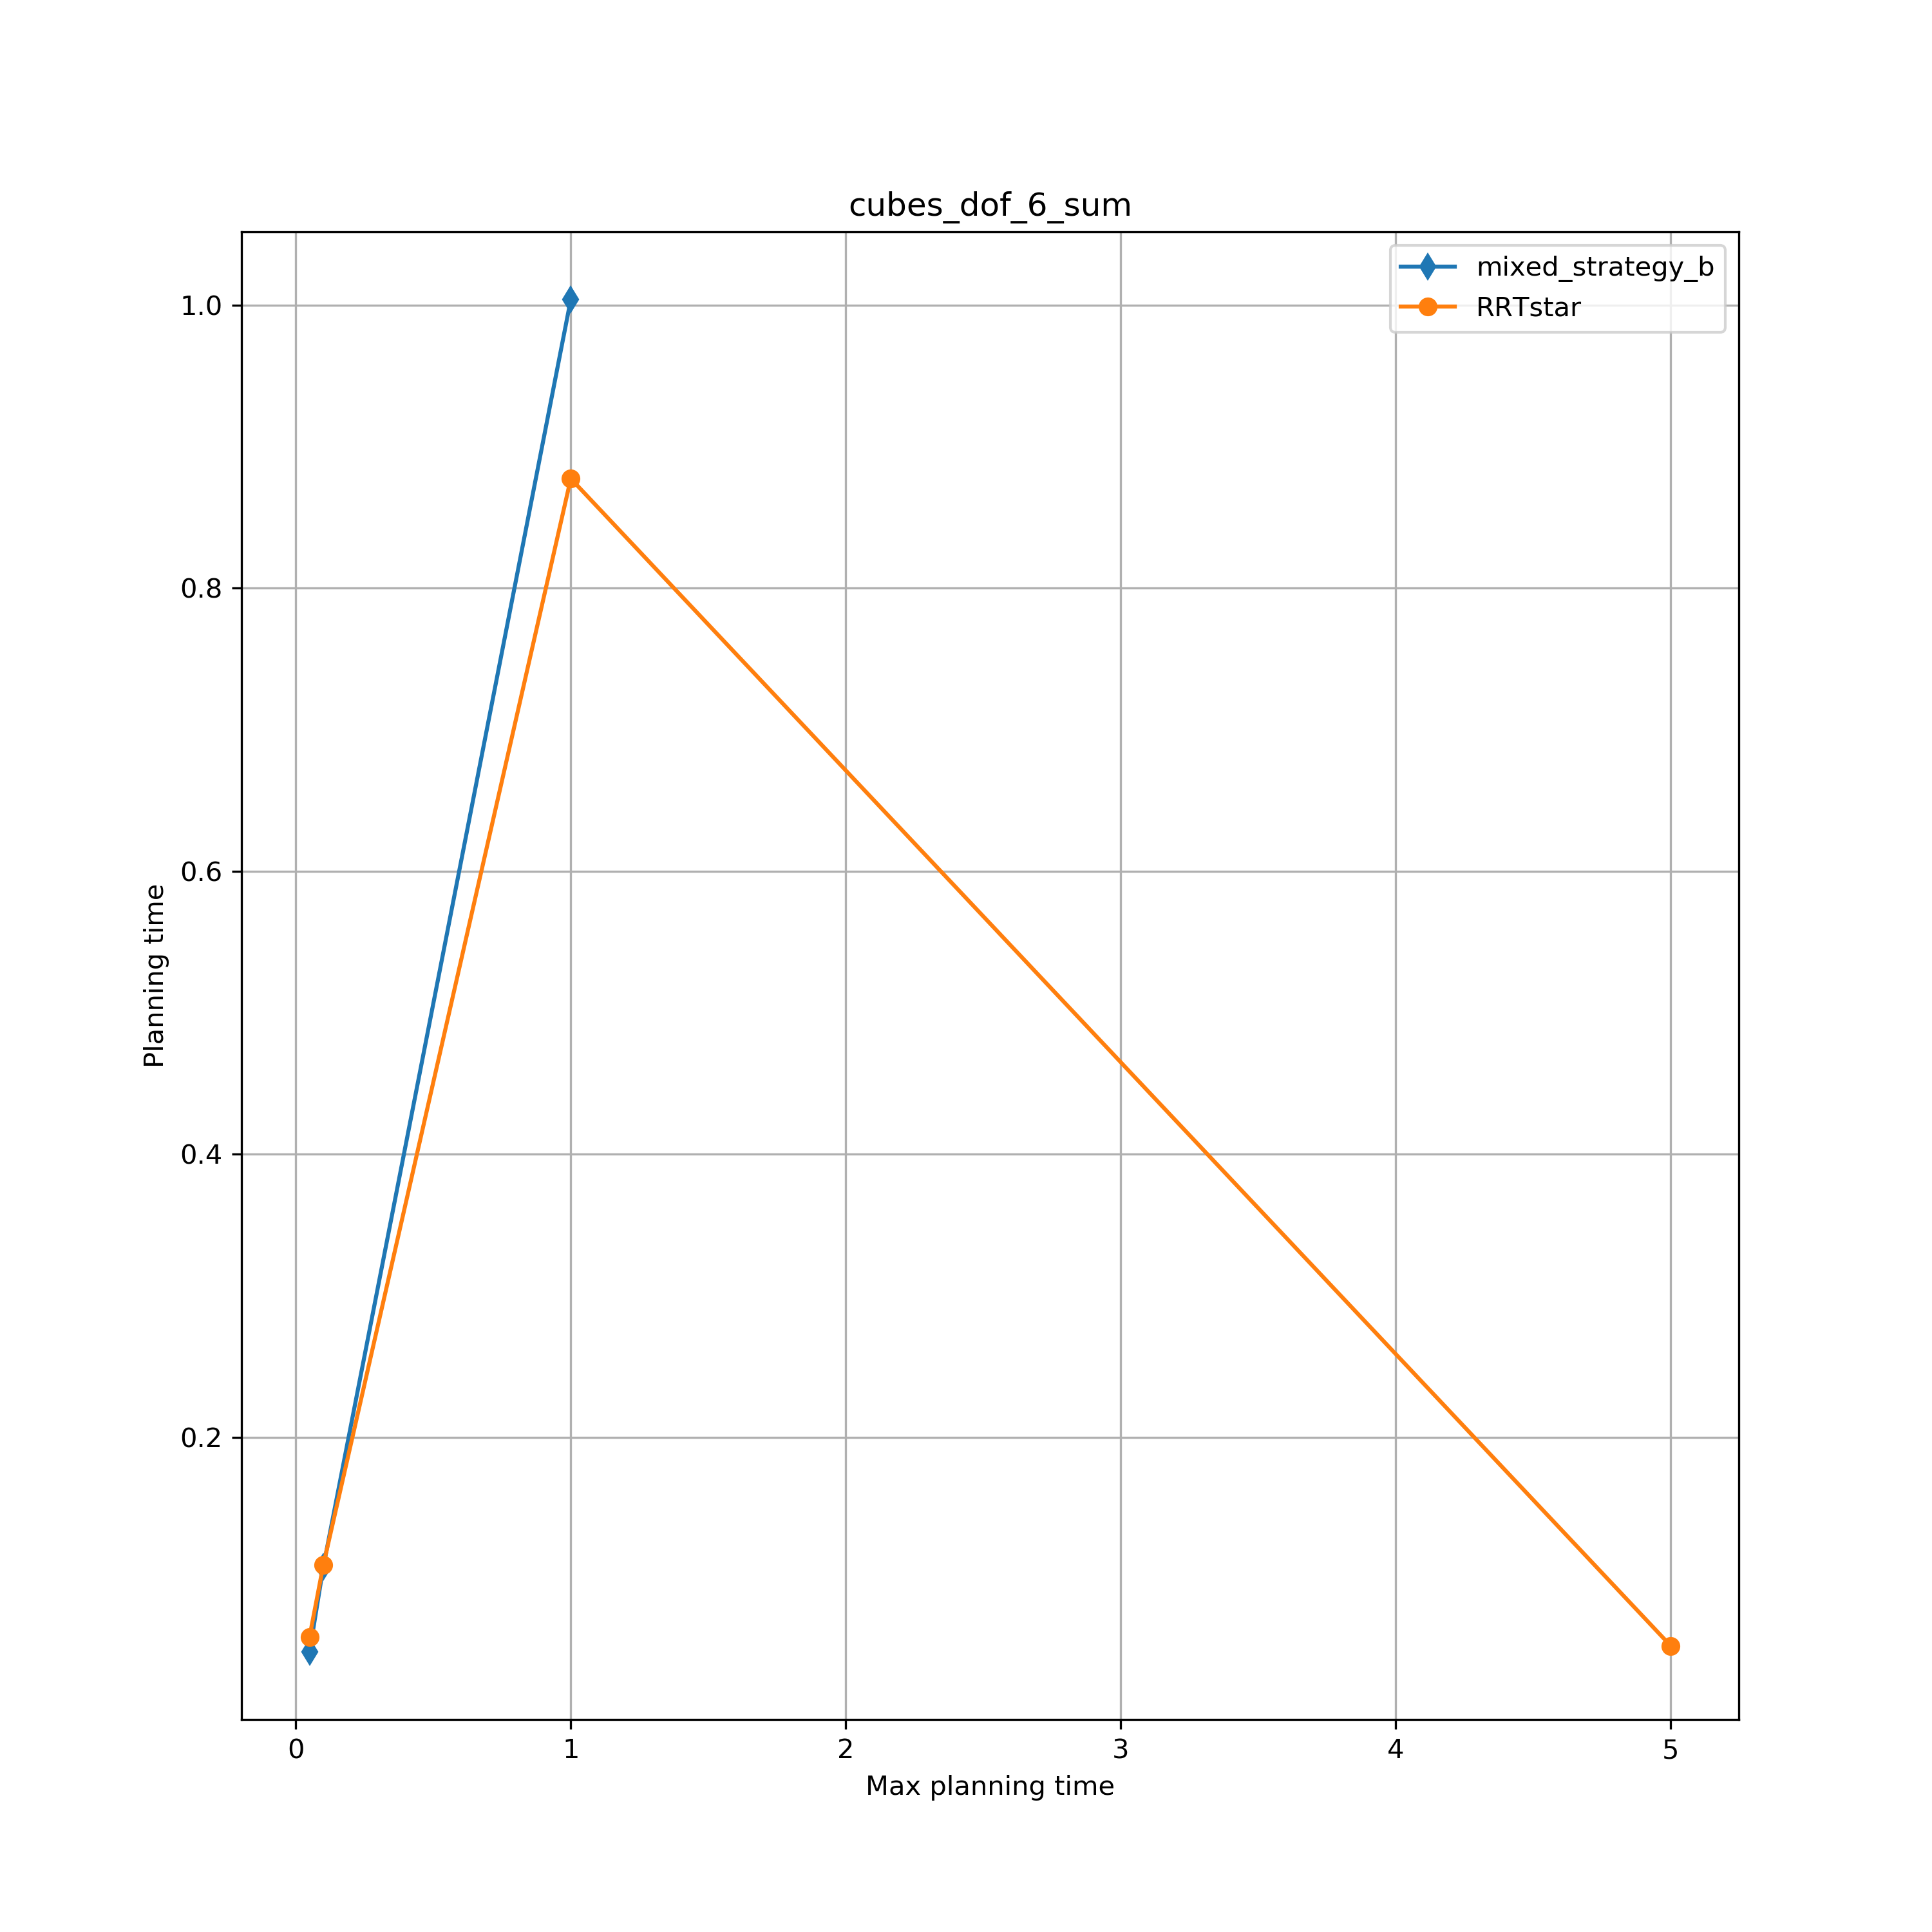 cubes_dof_6_sum
mixed_strategy_b
RRTstar
1.0
0.8
0.6
0.4
0.2
Planning time
0 1 2 3 4 5
Max planning time